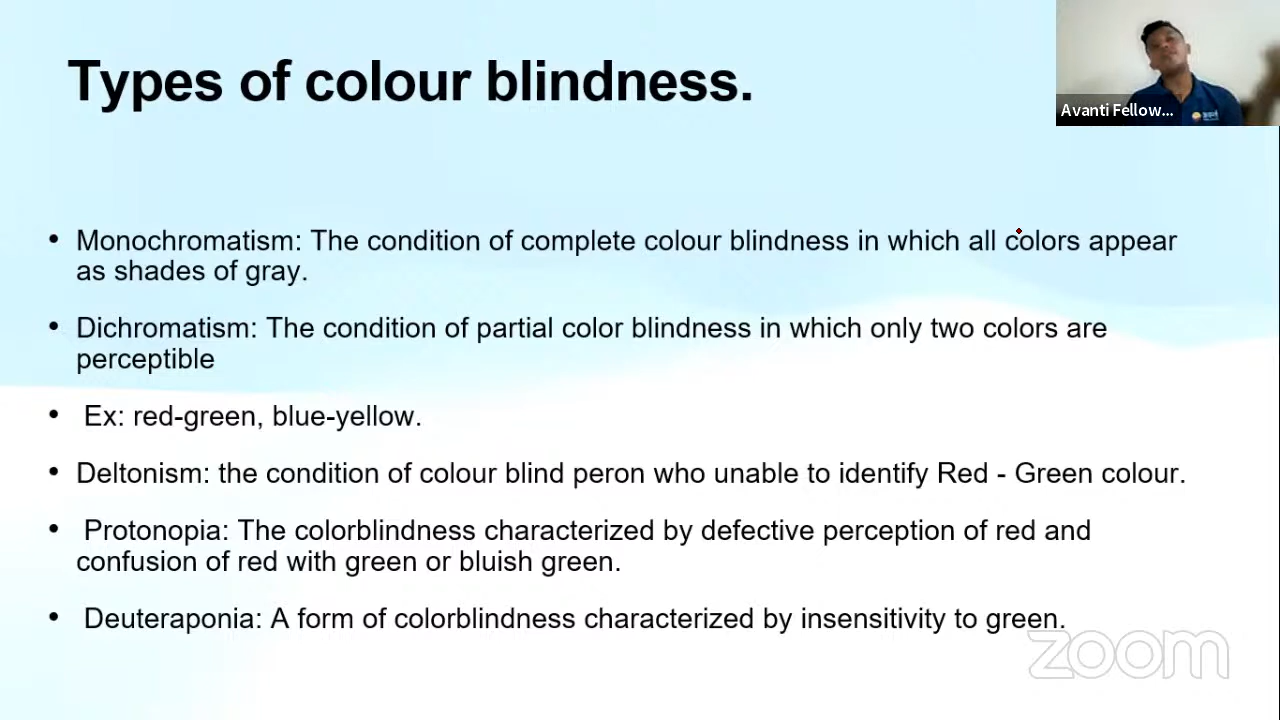 Types of colour blindness.
Avanti Fellow...
• Monochromatism: The condition of complete colour blindness in which all colors appear
as shades of gray.
• Dichromatism: The condition of partial color blindness in which only two colors are
perceptible
• Ex: red-green, blue-yellow.
• Deltonism: the condition of colour blind peron who unable to identify Red - Green colour.
• Protonopia: The colorblindness characterized by defective perception of red and
confusion of red with green or bluish green.
• Deuteraponia: A form of colorblindness characterized by insensitivity to green.
zoom